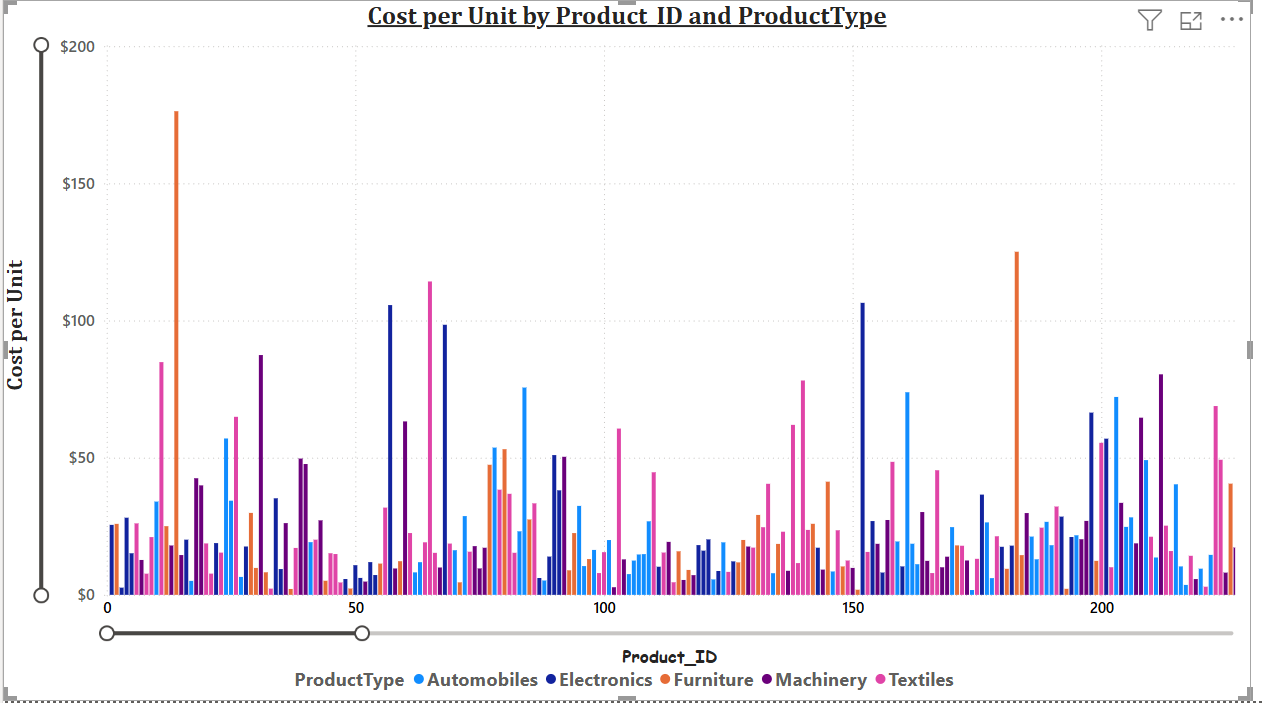 Cost per Unit by Product_ID and ProductType
$200
$150
$100
$50
$0
Cost per Unit
0 50 100 150 200
Product_ID
ProductType Automobiles Electronics Furniture Machinery Textiles